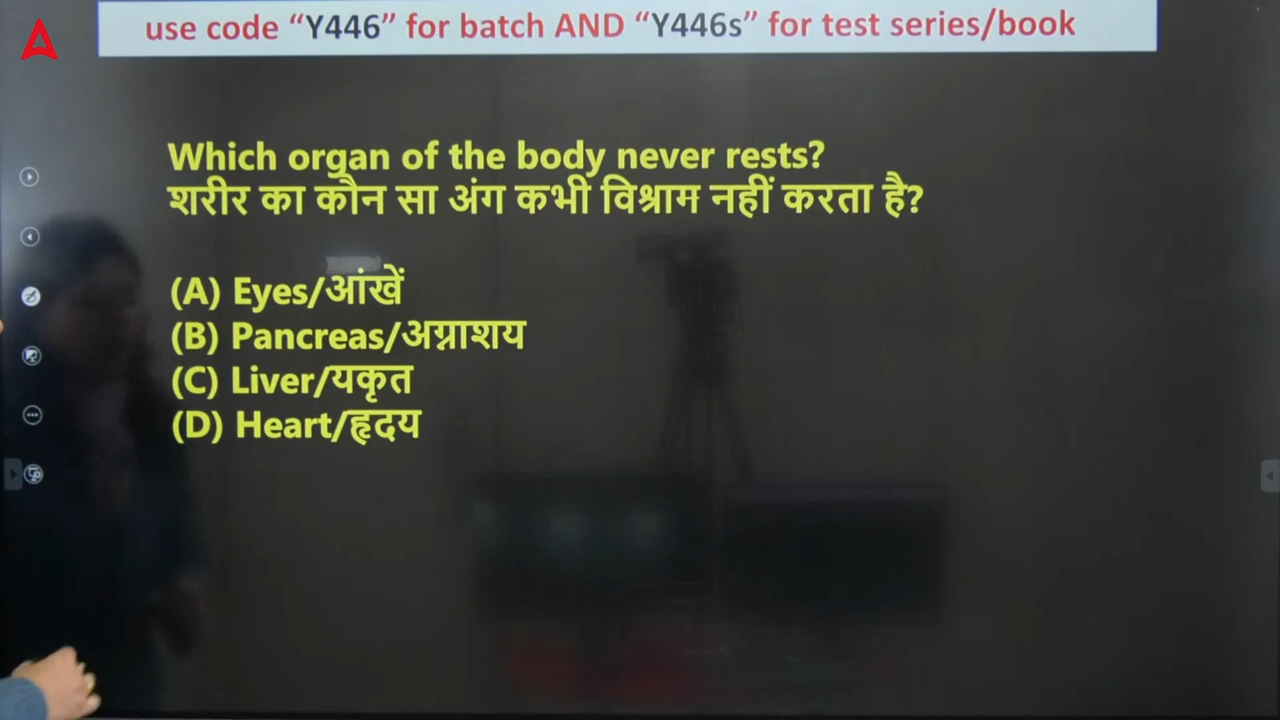 use code “Y446” for batch AND “Y446s” for test series/book
Which organ of the body never rests?
शरीर का कौन सा अंग कभी विश्राम नहीं करता है?
(A) Eyes/आंखें
(B) Pancreas/अग्नाशय
(C) Liver/यकृत
(D) Heart/हृदय